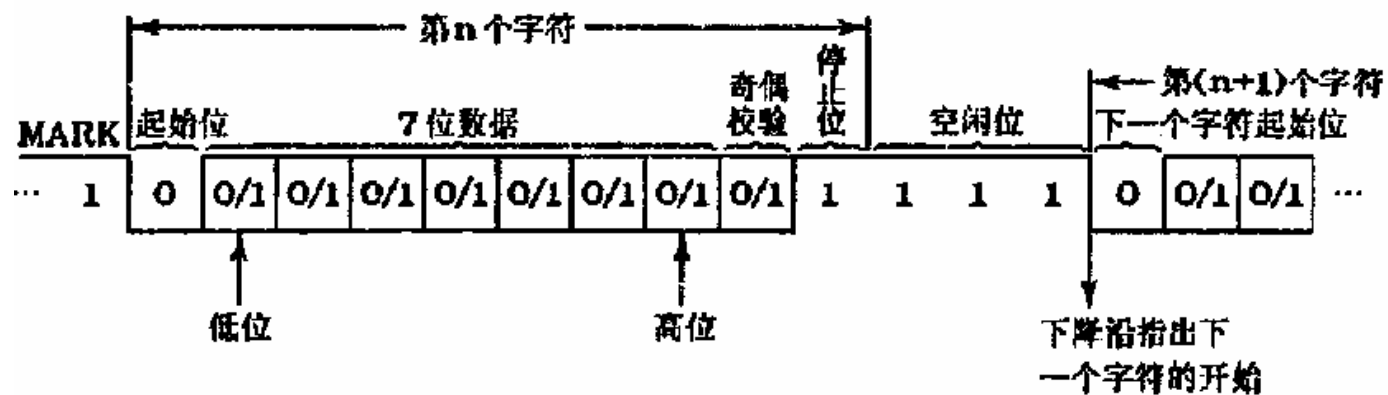 第n个字符
停止位
奇偶校验
第(n+1)个字符
MARK
起始位
7位数据
空闲位
下一个字符起始位
… 1 0 0/1 0/1 0/1 0/1 0/1 0/1 0/1 0/1 1 1 1 1 0 0/1 0/1 …
低位
高位
下降沿指出下
一个字符的开始